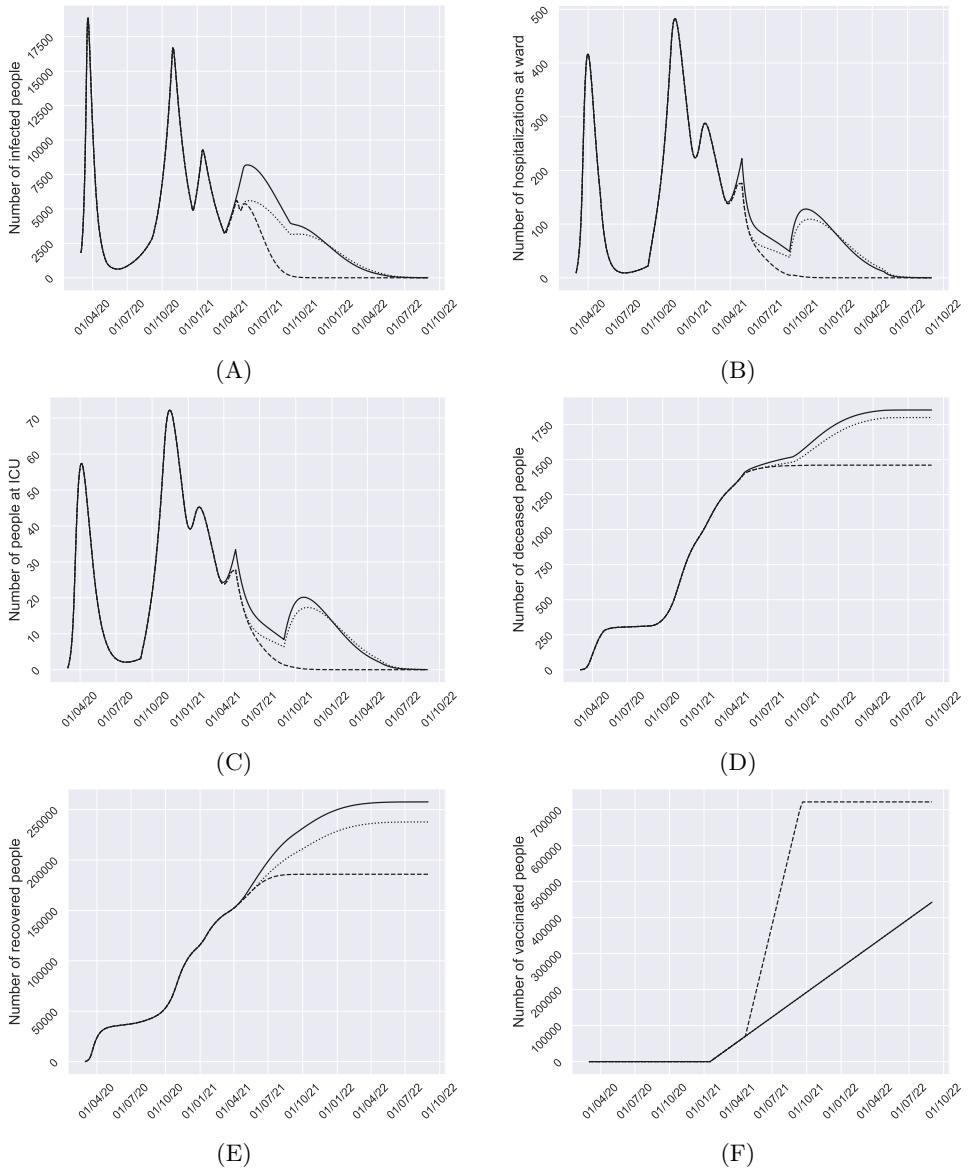 Number of infected people
17500
15000
12500
10000
7500
5000
2500
0
01/04/20 01/07/20 01/10/20 01/01/21 01/04/21 01/07/21 01/10/21 01/01/22 01/04/22 01/07/22 01/10/22
(A)
Number of hospitalizations at ward
500
400
300
200
100
0
01/04/20 01/07/20 01/10/20 01/01/21 01/04/21 01/07/21 01/10/21 01/01/22 01/04/22 01/07/22 01/10/22
(B)
Number of people at ICU
70
60
50
40
30
20
10
0
01/04/20 01/07/20 01/10/20 01/01/21 01/04/21 01/07/21 01/10/21 01/01/22 01/04/22 01/07/22 01/10/22
(C)
Number of deceased people
1750
1500
1250
1000
750
500
250
0
01/04/20 01/07/20 01/10/20 01/01/21 01/04/21 01/07/21 01/10/21 01/01/22 01/04/22 01/07/22 01/10/22
(D)
Number of recovered people
250000
200000
150000
100000
50000
0
01/04/20 01/07/20 01/10/20 01/01/21 01/04/21 01/07/21 01/10/21 01/01/22 01/04/22 01/07/22 01/10/22
(E)
Number of vaccinated people
700000
600000
500000
400000
300000
200000
100000
0
01/04/20 01/07/20 01/10/20 01/01/21 01/04/21 01/07/21 01/10/21 01/01/22 01/04/22 01/07/22 01/10/22
(F)